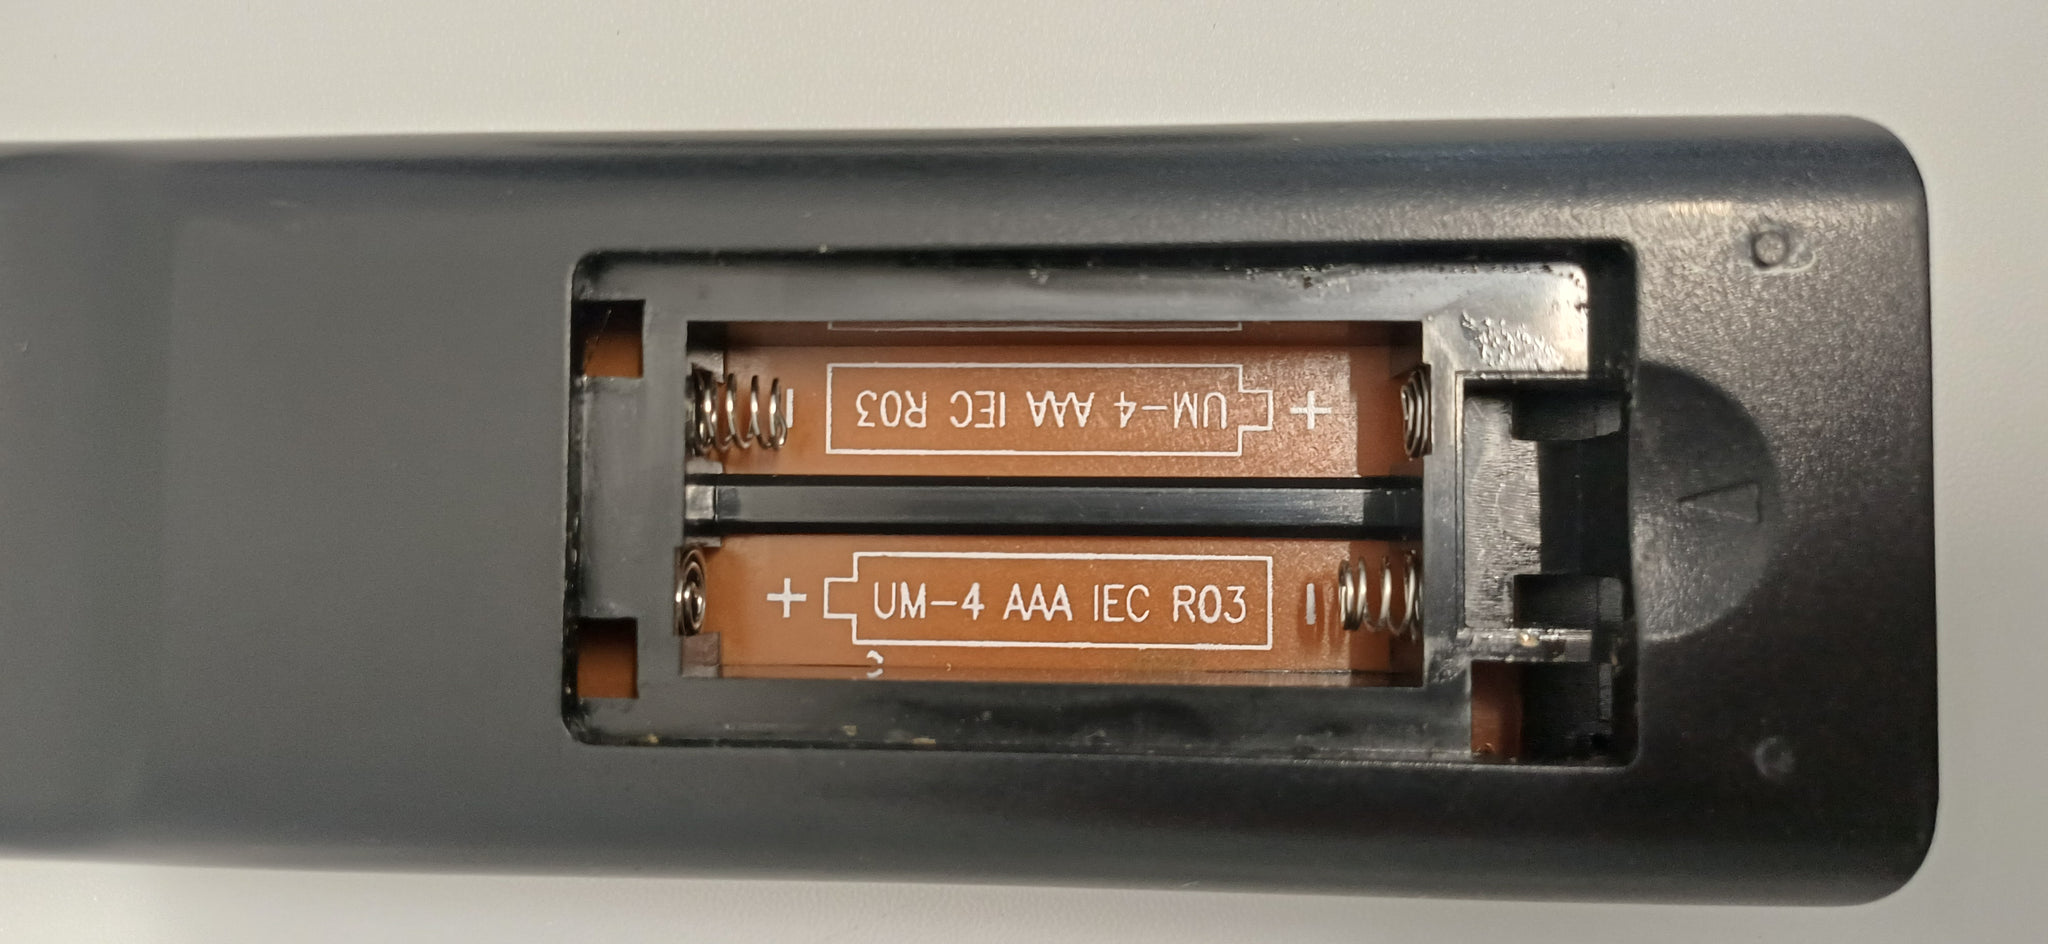 - UM-4 AAA IEC R03 +
+ UM-4 AAA IEC R03 -